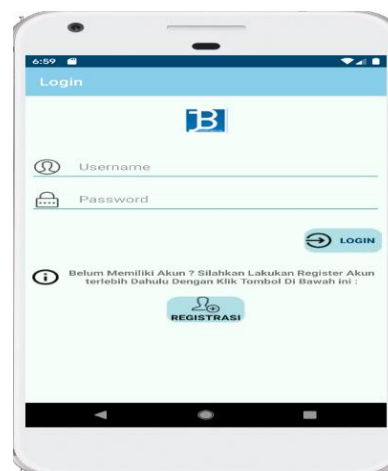 6:59
Login
B
Username
Password
LOGIN
Belum Memiliki Akun ? Silahkan Lakukan Register Akun
terlebih Dahulu Dengan Klik Tombol Di Bawah ini :
REGISTRASI